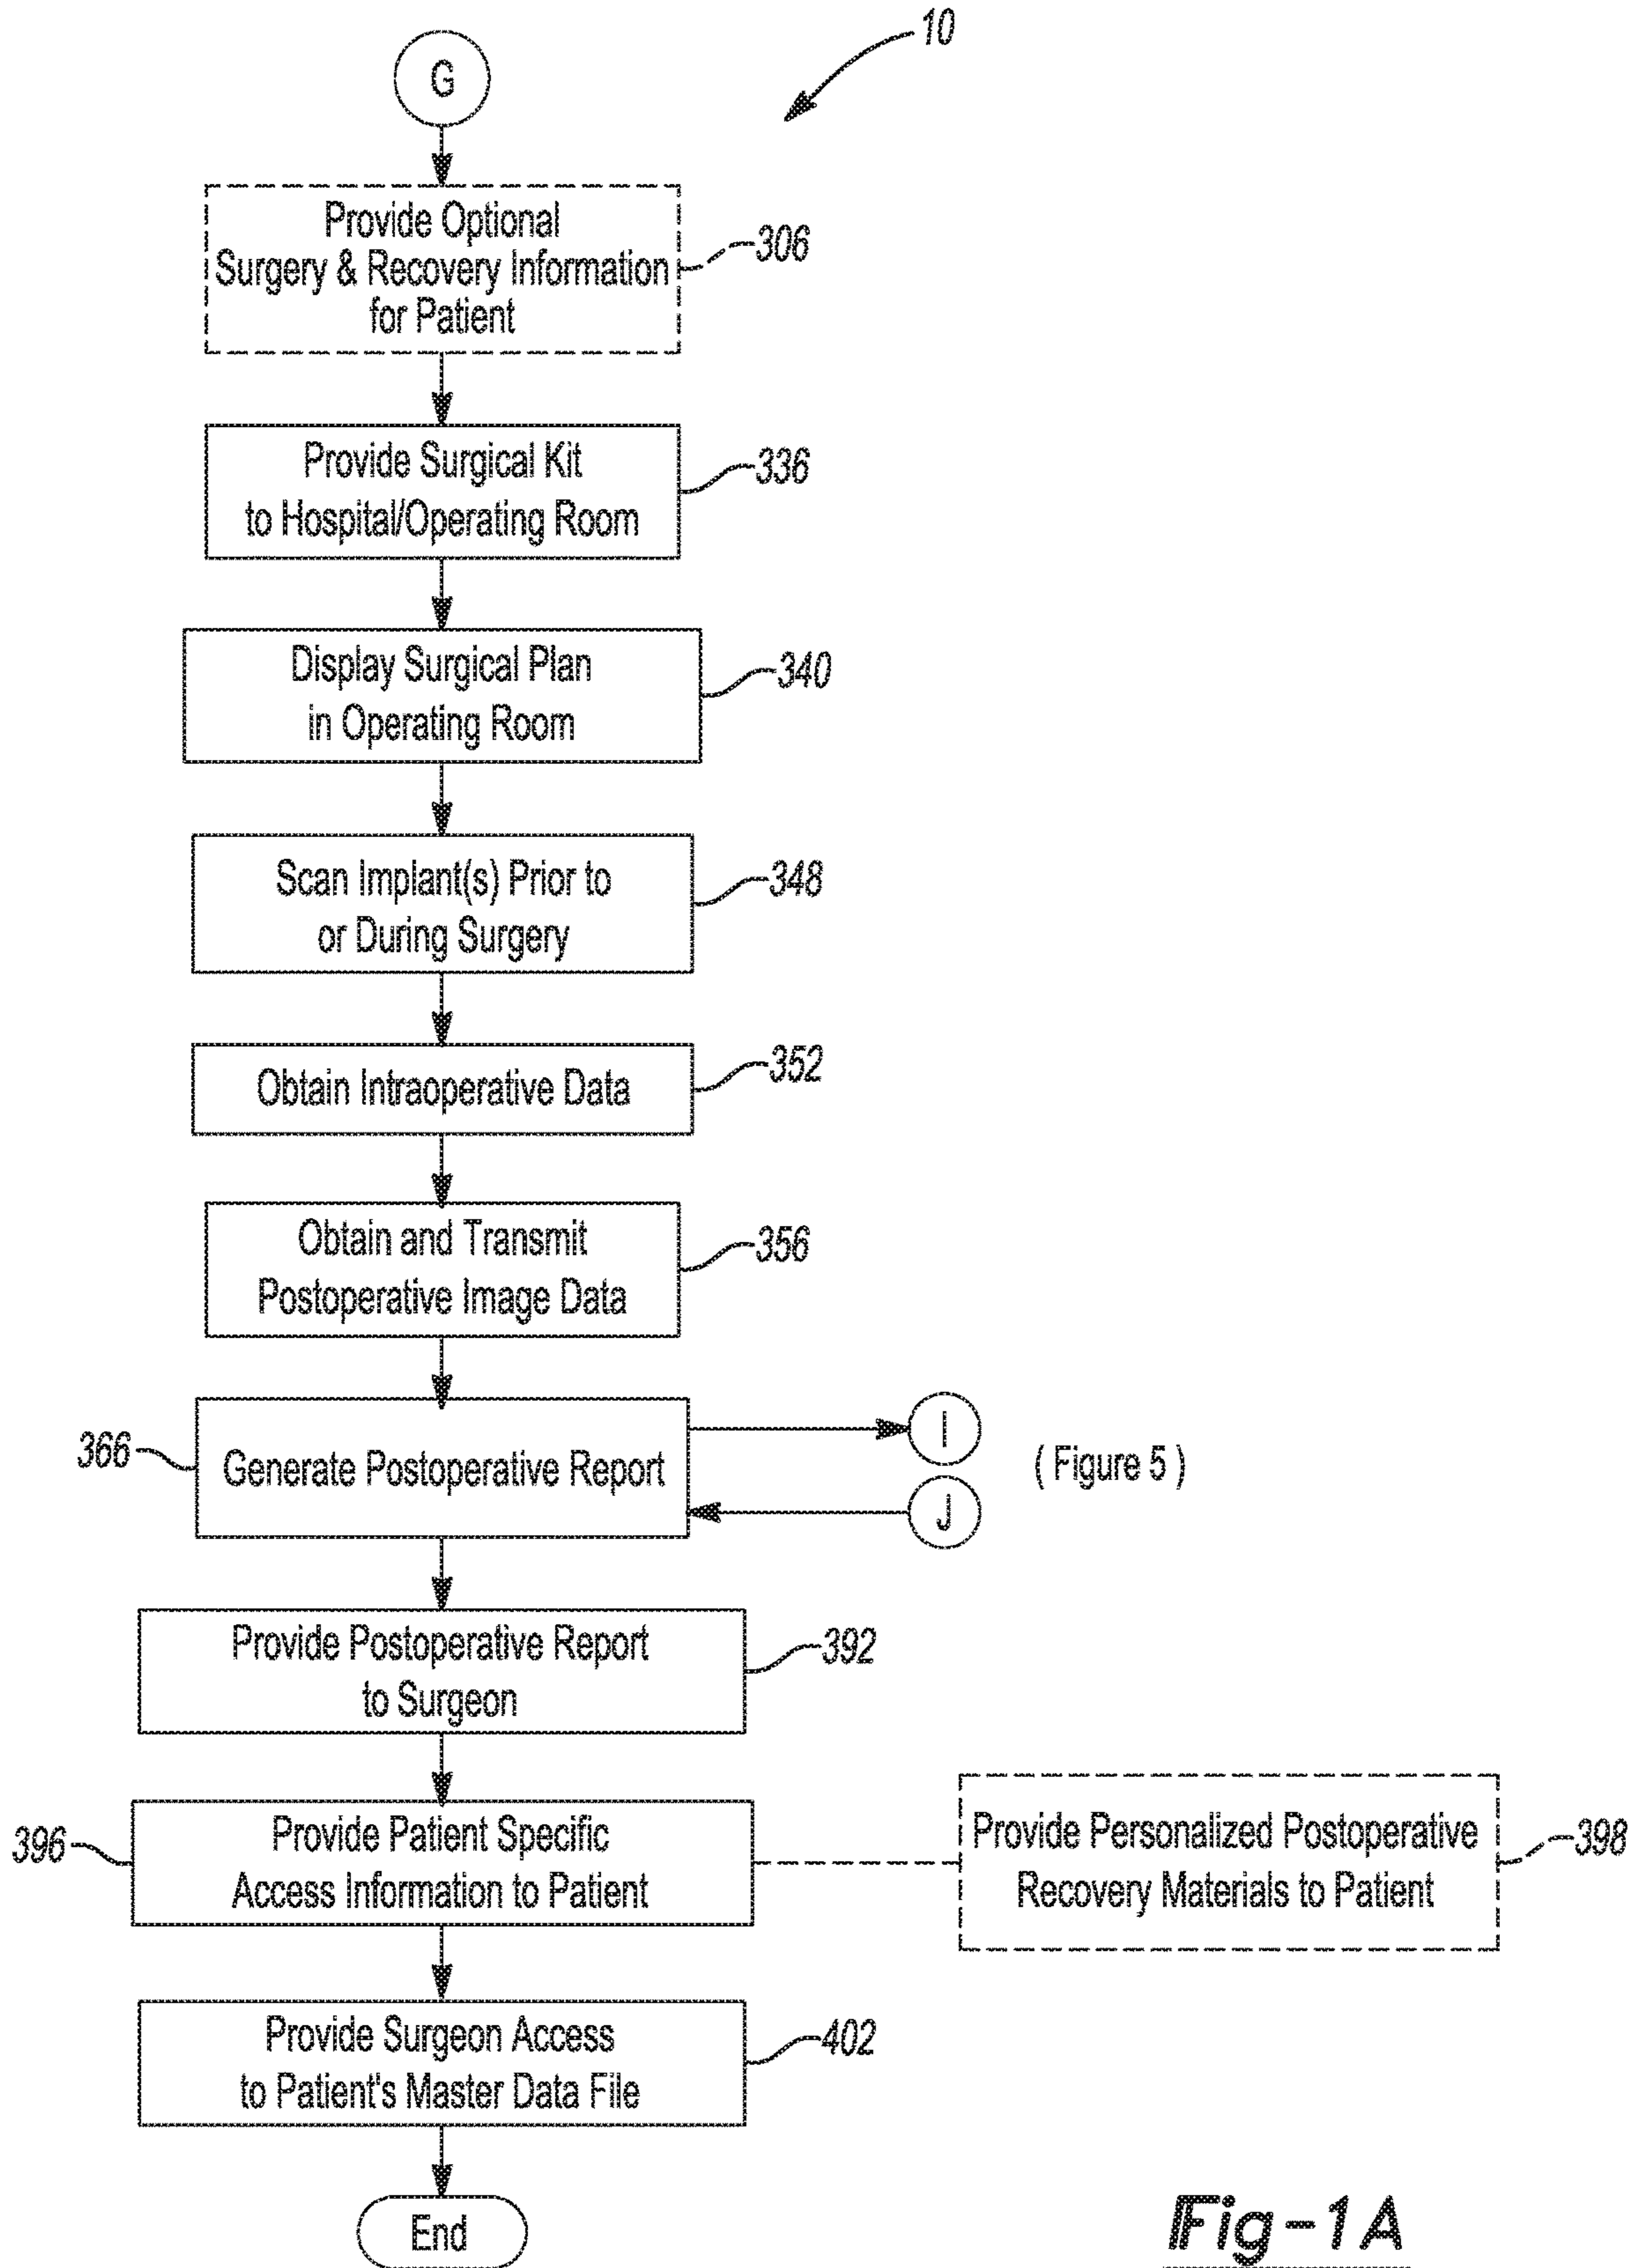 10
G
Provide Optional
Surgery & Recovery Information
for Patient
306
Provide Surgical Kit
to Hospital/Operating Room
336
Display Surgical Plan
in Operating Room
340
Scan Implant(s) Prior to
or During Surgery
348
Obtain Intraoperative Data
352
Obtain and Transmit
Postoperative Image Data
356
366
Generate Postoperative Report
I
( Figure 5 )
J
Provide Postoperative Report
to Surgeon
392
396
Provide Patient Specific
Access Information to Patient
Provide Personalized Postoperative
Recovery Materials to Patient
398
Provide Surgeon Access
to Patient's Master Data File
402
End
Fig-1A